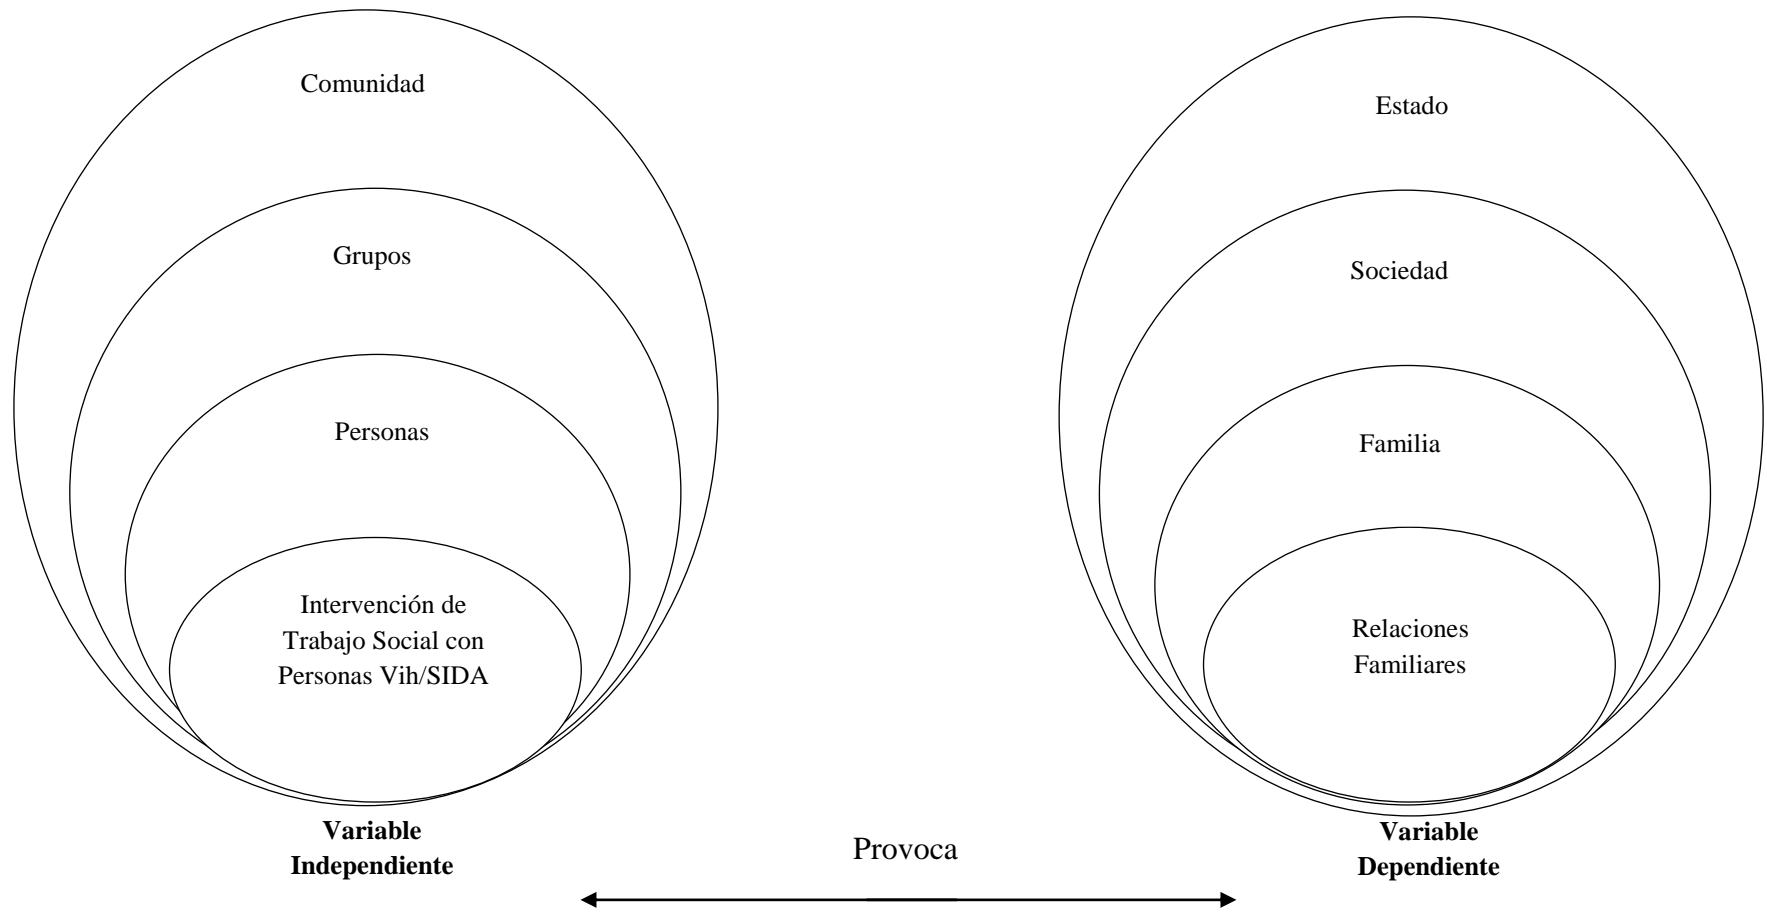 Comunidad
Grupos
Personas
Intervención de
Trabajo Social con
Personas Vih/SIDA
Variable
Independiente
Provoca
Estado
Sociedad
Familia
Relaciones
Familiares
Variable
Dependiente